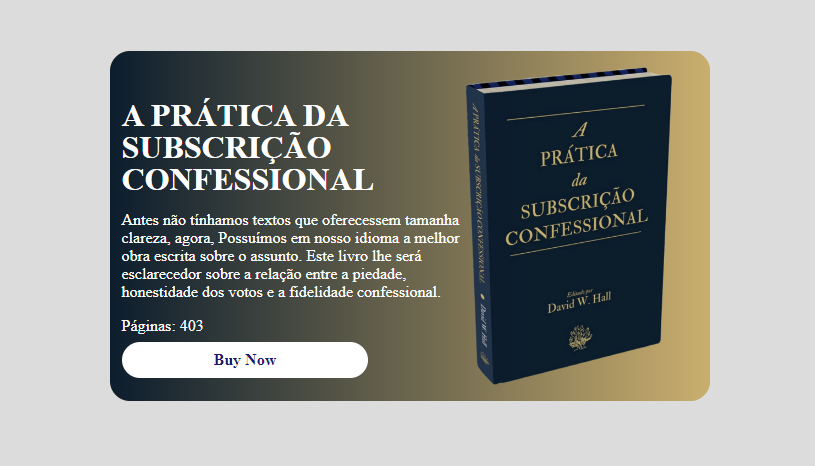 A PRÁTICA DA
SUBSCRIÇÃO
CONFESSIONAL
Antes não tínhamos textos que oferecessem tamanha
clareza, agora, Possuímos em nosso idioma a melhor
obra escrita sobre o assunto. Este livro lhe será
esclarecedor sobre a relação entre a piedade,
honestidade dos votos e a fidelidade confessional.
Páginas: 403
Buy Now
A PRÁTICA da SUBSCRIÇÃO CONFESSIONAL
David W. Hall
A
PRÁTICA
da
SUBSCRIÇÃO
CONFESSIONAL
Editado por
David W. Hall